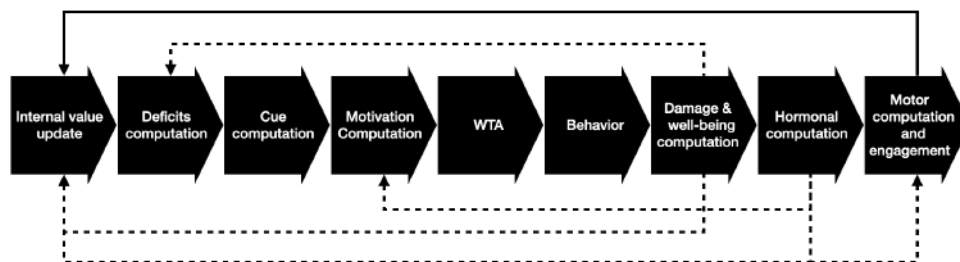 Internal value
update
Deficits
computation
Cue
computation
Motivation
Computation
WTA
Behavior
Damage &
well-being
computation
Hormonal
computation
Motor
computation
and
engagement